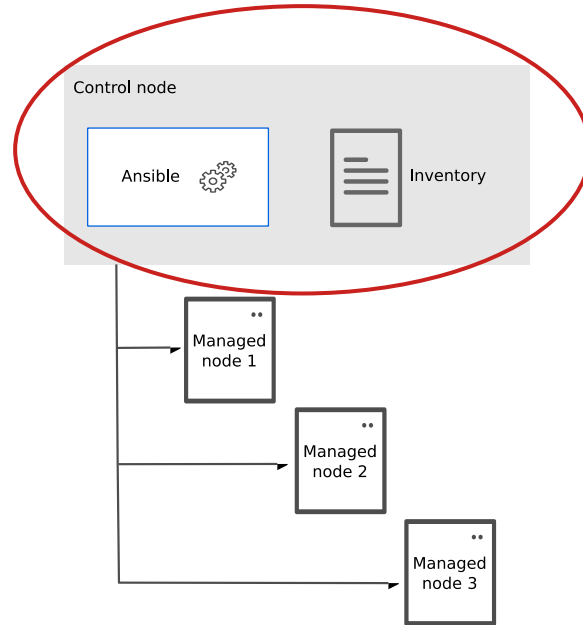 Control node
Ansible
Inventory
Managed
node 1
Managed
node 2
Managed
node 3